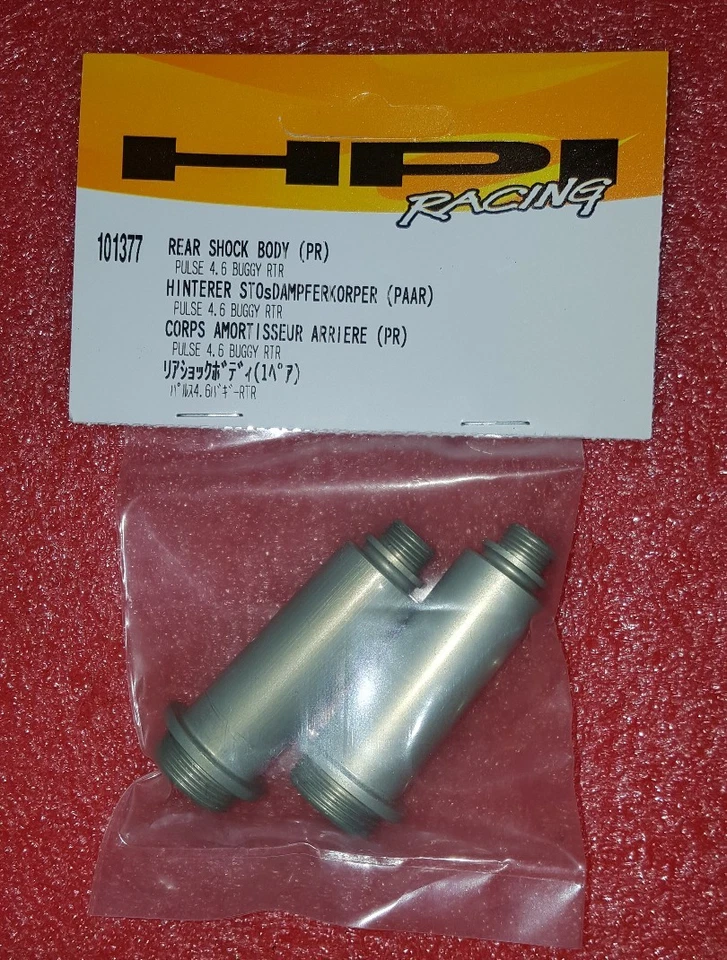 HPI
RACING
101377 REAR SHOCK BODY (PR)
PULSE 4.6 BUGGY RTR
HINTERER STOsDAMPFERKORPER (PAAR)
PULSE 4.6 BUGGY RTR
CORPS AMORTISSEUR ARRIERE (PR)
PULSE 4.6 BUGGY RTR
リアショックボディ(1ペア)
パルス4.6バギーRTR